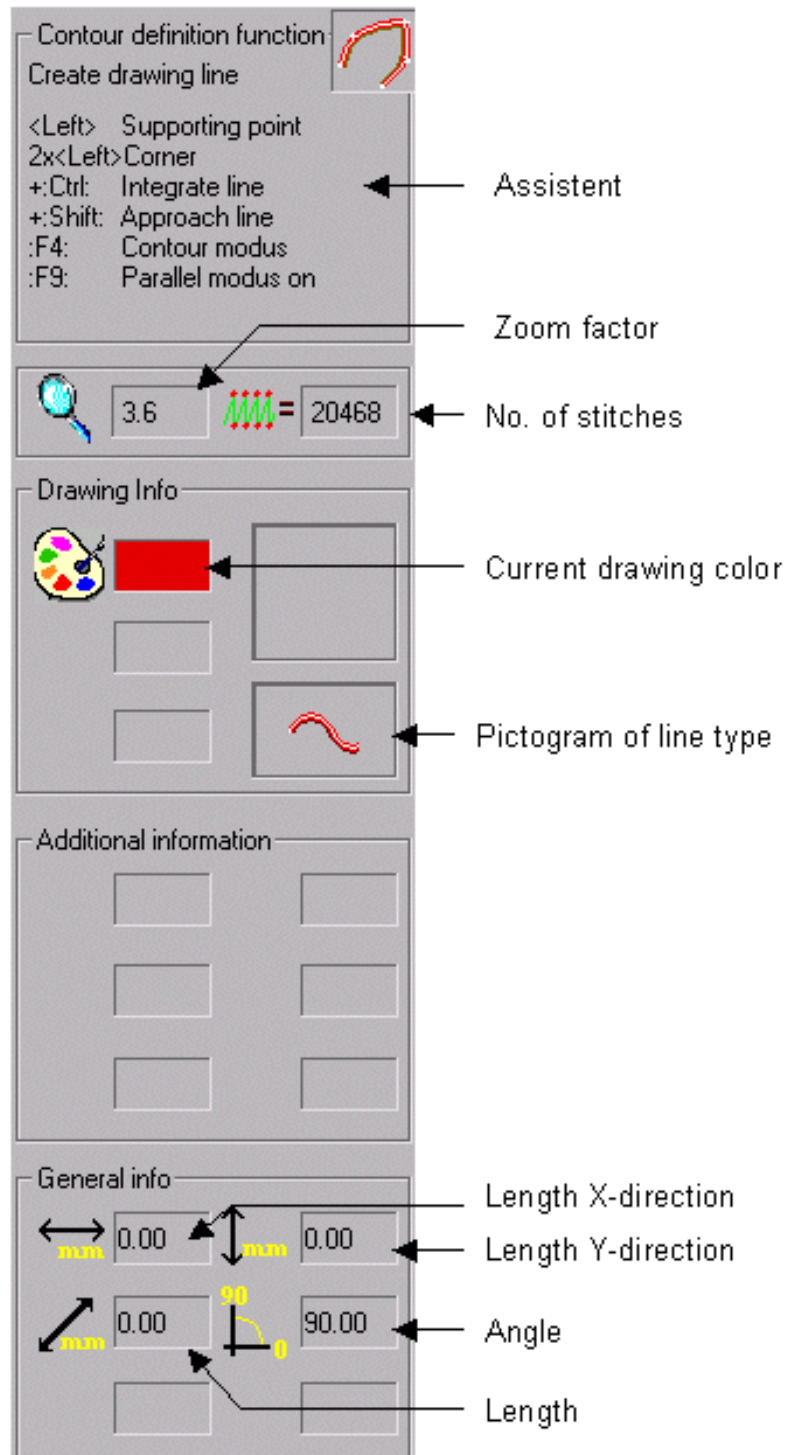 Contour definition function
Create drawing line
<Left> Supporting point
2x<Left>Corner
+:Ctrl: Integrate line
+:Shift: Approach line
:F4: Contour modus
:F9: Parallel modus on
Assistent
Zoom factor
3.6 = 20468
No. of stitches
Drawing Info
Current drawing color
Pictogram of line type
Additional information
General info
Length X-direction
mm 0.00 mm 0.00
Length Y-direction
mm 0.00 90 0 90.00
Angle
Length